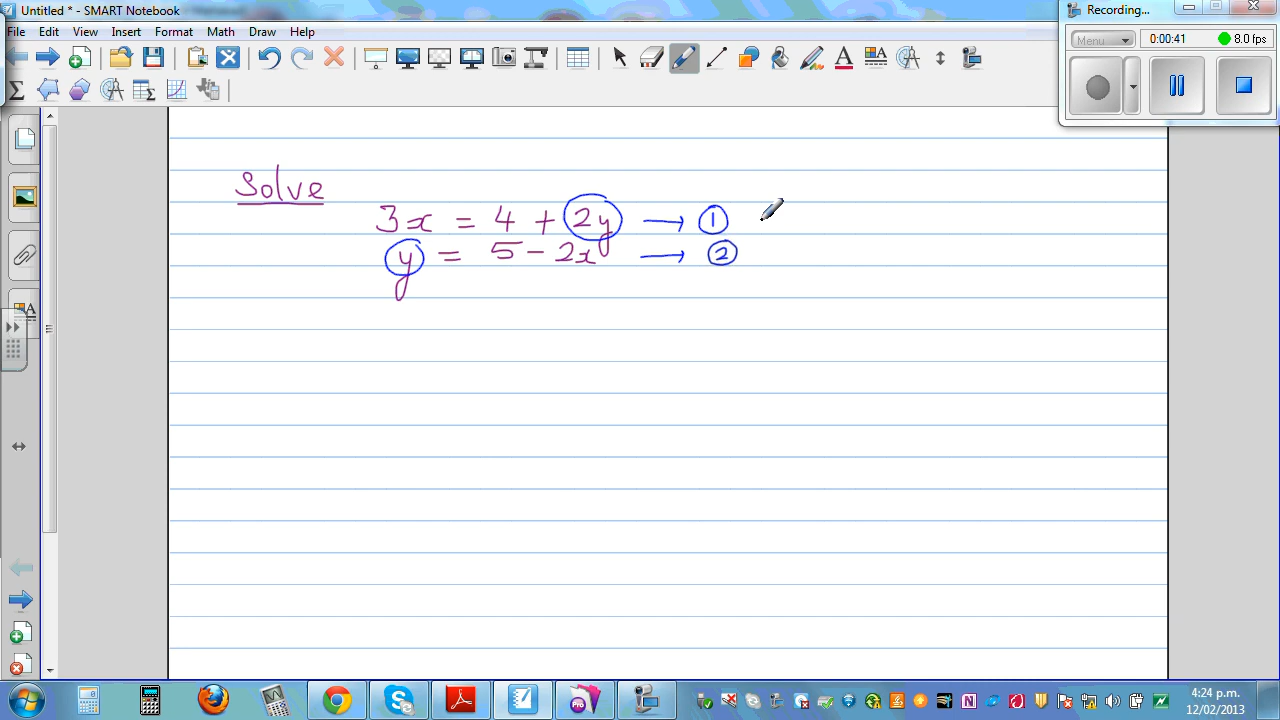 Untitled * - SMART Notebook
Recording...
File Edit View Insert Format Math Draw Help
Menu
0:00:41
8.0 fps
Solve
3x = 4 + 2y → ①
y = 5 - 2x → ②
4:24 p.m.
12/02/2013